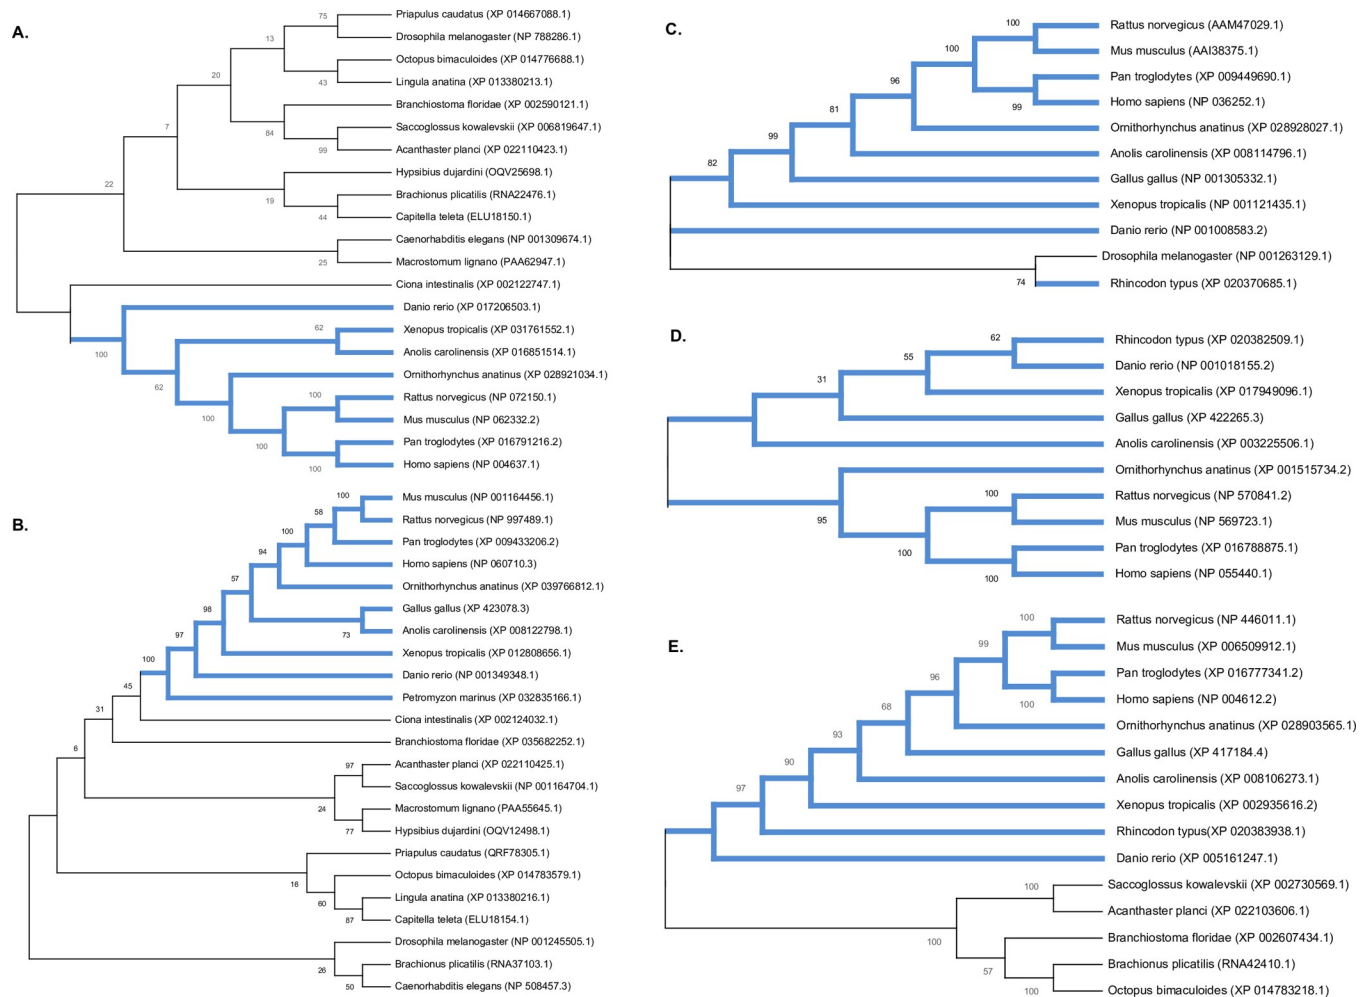 A.
75
Priapulus caudatus (XP 014667088.1)
13
Drosophila melanogaster (NP 788286.1)
20
Octopus bimaculoides (XP 014776688.1)
43
Lingula anatina (XP 013380213.1)
Branchiostoma floridae (XP 002590121.1)
7
84
Saccoglossus kowalevskii (XP 006819647.1)
99
Acanthaster planci (XP 022110423.1)
22
Hypsibius dujardini (OQV25698.1)
19
Brachionus plicatilis (RNA22476.1)
44
Capitella teleta (ELU18150.1)
Caenorhabditis elegans (NP 001309674.1)
25
Macrostomum lignano (PAA62947.1)
Ciona intestinalis (XP 002122747.1)
Danio rerio (XP 017206503.1)
100
62
Xenopus tropicalis (XP 031761552.1)
Anolis carolinensis (XP 016851514.1)
62
Ornithorhynchus anatinus (XP 028921034.1)
100
100
Rattus norvegicus (NP 072150.1)
Mus musculus (NP 062332.2)
100
Pan troglodytes (XP 016791216.2)
100
Homo sapiens (NP 004637.1)
B.
100
Mus musculus (NP 001164456.1)
58
Rattus norvegicus (NP 997489.1)
100
Pan troglodytes (XP 009433206.2)
94
Homo sapiens (NP 060710.3)
57
Ornithorhynchus anatinus (XP 039766812.1)
98
Gallus gallus (XP 423078.3)
73
Anolis carolinensis (XP 008122798.1)
97
Xenopus tropicalis (XP 012808656.1)
100
Danio rerio (NP 001349348.1)
45
Petromyzon marinus (XP 032835166.1)
31
Ciona intestinalis (XP 002124032.1)
6
Branchiostoma floridae (XP 035682252.1)
97
Acanthaster planci (XP 022110425.1)
Saccoglossus kowalevskii (NP 001164704.1)
24
Macrostomum lignano (PAA55645.1)
77
Hypsibius dujardini (OQV12498.1)
Priapulus caudatus (QRF78305.1)
16
Octopus bimaculoides (XP 014783579.1)
60
Lingula anatina (XP 013380216.1)
87
Capitella teleta (ELU18154.1)
Drosophila melanogaster (NP 001245505.1)
26
Brachionus plicatilis (RNA37103.1)
50
Caenorhabditis elegans (NP 508457.3)
C.
100
Rattus norvegicus (AAM47029.1)
100
Mus musculus (AAI38375.1)
96
Pan troglodytes (XP 009449690.1)
99
Homo sapiens (NP 036252.1)
81
Ornithorhynchus anatinus (XP 028928027.1)
99
Anolis carolinensis (XP 008114796.1)
82
Gallus gallus (NP 001305332.1)
Xenopus tropicalis (NP 001121435.1)
Danio rerio (NP 001008583.2)
Drosophila melanogaster (NP 001263129.1)
74
Rhincodon typus (XP 020370685.1)
D.
62
Rhincodon typus (XP 020382509.1)
55
Danio rerio (NP 001018155.2)
31
Xenopus tropicalis (XP 017949096.1)
Gallus gallus (XP 422265.3)
Anolis carolinensis (XP 003225506.1)
Ornithorhynchus anatinus (XP 001515734.2)
95
100
Rattus norvegicus (NP 570841.2)
Mus musculus (NP 569723.1)
100
Pan troglodytes (XP 016788875.1)
100
Homo sapiens (NP 055440.1)
E.
100
Rattus norvegicus (NP 446011.1)
99
Mus musculus (XP 006509912.1)
96
Pan troglodytes (XP 016777341.2)
100
Homo sapiens (NP 004612.2)
68
Ornithorhynchus anatinus (XP 028903565.1)
93
Gallus gallus (XP 417184.4)
90
Anolis carolinensis (XP 008106273.1)
97
Xenopus tropicalis (XP 002935616.2)
Rhincodon typus(XP 020383938.1)
Danio rerio (XP 005161247.1)
100
Saccoglossus kowalevskii (XP 002730569.1)
Acanthaster planci (XP 022103606.1)
100
Branchiostoma floridae (XP 002607434.1)
57
Brachionus plicatilis (RNA42410.1)
100
Octopus bimaculoides (XP 014783218.1)